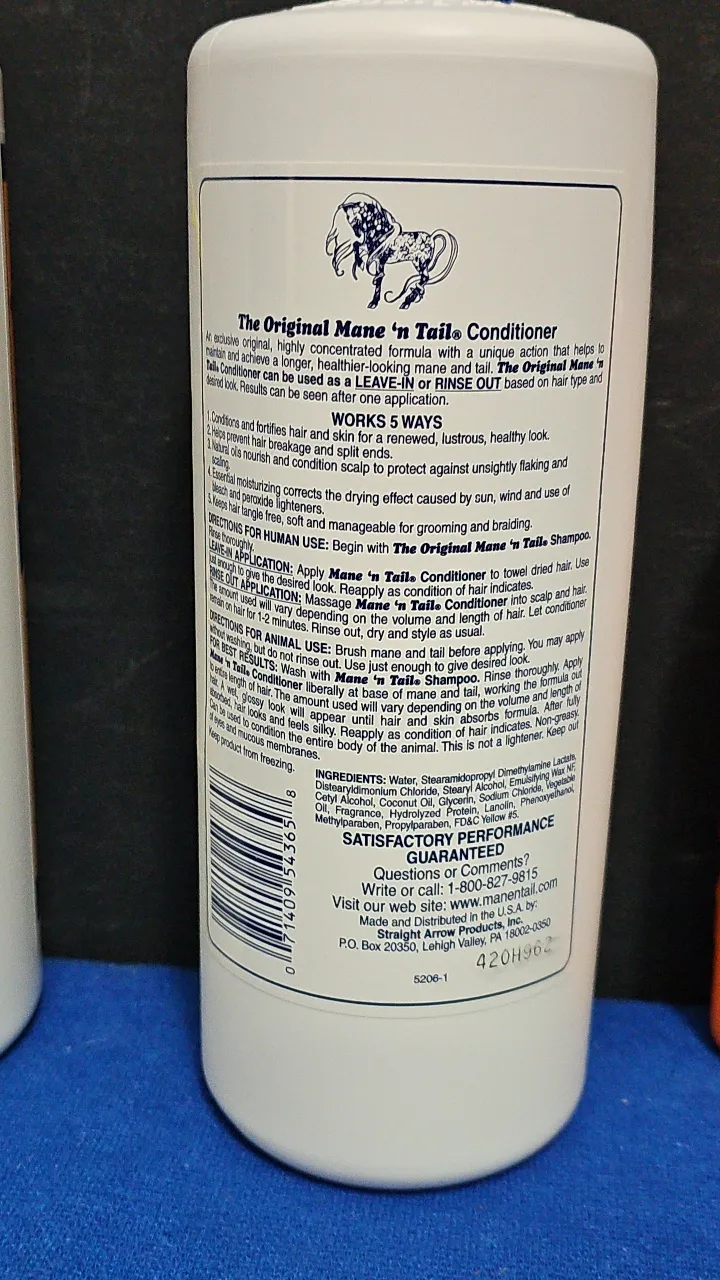 The Original Mane 'n Tail® Conditioner
An exclusive original, highly concentrated formula with a unique action that helps to
maintain and achieve a longer, healthier-looking mane and tail. The Original Mane 'n
Tail® Conditioner can be used as a LEAVE-IN or RINSE OUT based on hair type and
desired look. Results can be seen after one application.
WORKS 5 WAYS
1. Conditions and fortifies hair and skin for a renewed, lustrous, healthy look.
2. Helps prevent hair breakage and split ends.
3. Natural oils nourish and condition scalp to protect against unsightly flaking and
scaling.
4. Essential moisturizing corrects the drying effect caused by sun, wind and use of
bleach and peroxide lighteners.
5. Keeps hair tangle free, soft and manageable for grooming and braiding.
DIRECTIONS FOR HUMAN USE: Begin with The Original Mane 'n Tail® Shampoo.
Rinse thoroughly.
LEAVE-IN APPLICATION: Apply Mane 'n Tail® Conditioner to towel dried hair. Use
just enough to give the desired look. Reapply as condition of hair indicates.
RINSE OUT APPLICATION: Massage Mane 'n Tail® Conditioner into scalp and hair.
The amount used will vary depending on the volume and length of hair. Let conditioner
remain on hair for 1-2 minutes. Rinse out, dry and style as usual.
DIRECTIONS FOR ANIMAL USE: Brush mane and tail before applying. You may apply
without washing, but do not rinse out. Use just enough to give desired look.
FOR BEST RESULTS: Wash with Mane 'n Tail® Shampoo. Rinse thoroughly. Apply
Mane 'n Tail® Conditioner liberally at base of mane and tail, working the formula out
to entire length of hair. The amount used will vary depending on the volume and length of
hair. A wet, glossy look will appear until hair and skin absorbs formula. After fully
absorbed, hair looks and feels silky. Reapply as condition of hair indicates. Non-greasy.
Can be used to condition the entire body of the animal. This is not a lightener. Keep out
of eyes and mucous membranes.
Keep product from freezing.
INGREDIENTS: Water, Stearamidopropyl Dimethylamine Lactate,
Distearyldimonium Chloride, Stearyl Alcohol, Emulsifying Wax NF,
Cetyl Alcohol, Coconut Oil, Glycerin, Sodium Chloride, Vegetable
Oil, Fragrance, Hydrolyzed Protein, Lanolin, Phenoxyethanol,
Methylparaben, Propylparaben, FD&C Yellow #5.
SATISFACTORY PERFORMANCE
GUARANTEED
Questions or Comments?
Write or call: 1-800-827-9815
Visit our web site: www.manentail.com
Made and Distributed in the U.S.A. by:
Straight Arrow Products, Inc.
P.O. Box 20350, Lehigh Valley, PA 18002-0350
420H962
5206-1
0 71409 54365 8